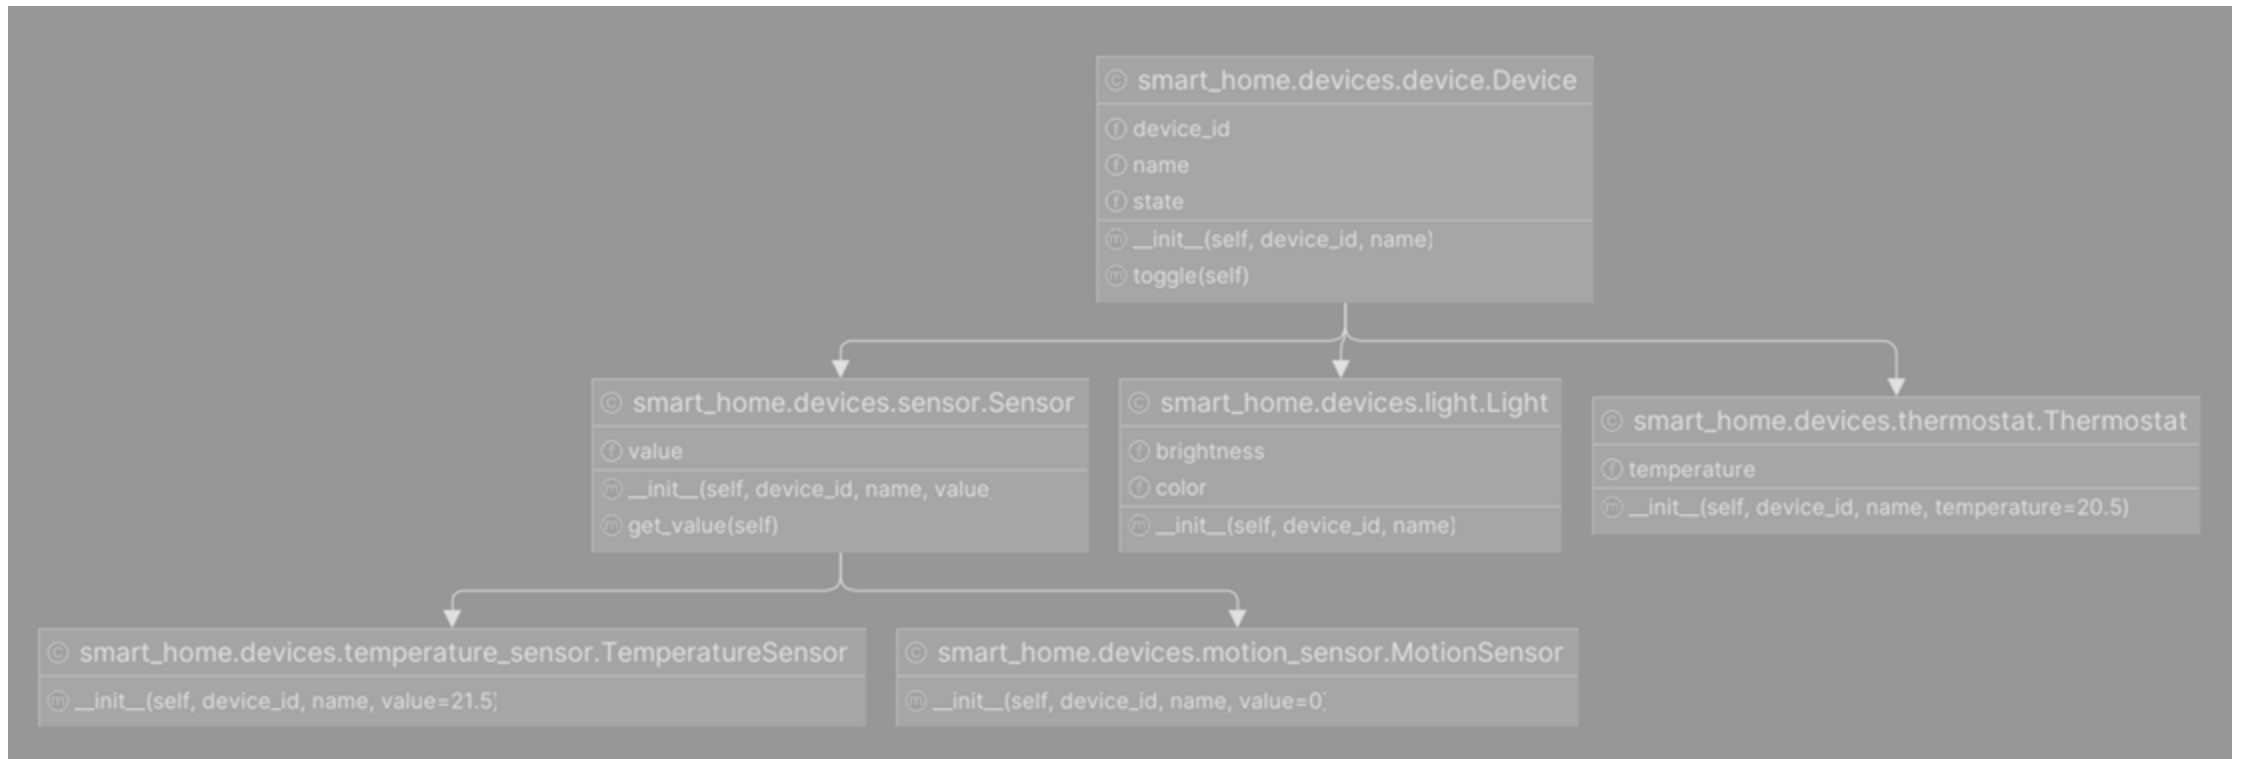 smart_home.devices.device.Device
device_id
name
state
__init__(self, device_id, name)
toggle(self)
smart_home.devices.sensor.Sensor
value
__init__(self, device_id, name, value
get_value(self)
smart_home.devices.light.Light
brightness
color
__init__(self, device_id, name)
smart_home.devices.thermostat.Thermostat
temperature
__init__(self, device_id, name, temperature=20.5)
smart_home.devices.temperature_sensor.TemperatureSensor
__init__(self, device_id, name, value=21.5)
smart_home.devices.motion_sensor.MotionSensor
__init__(self, device_id, name, value=0)